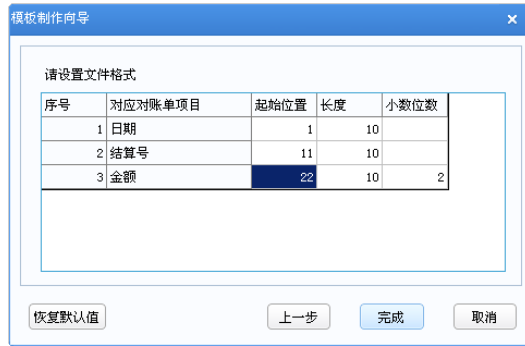 模板制作向导
请设置文件格式
序号 对应对账单项目 起始位置 长度 小数位数
1 日期 1 10
2 结算号 11 10
3 金额 22 10 2
恢复默认值 上一步 完成 取消